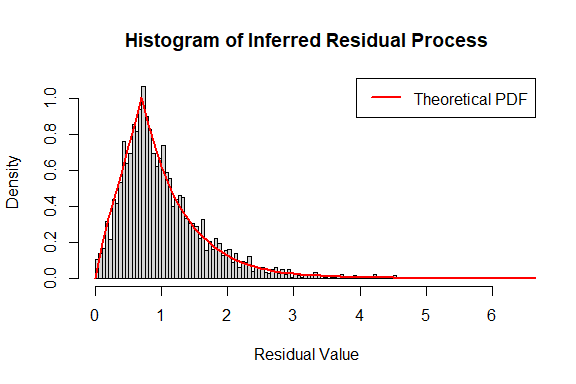 Histogram of Inferred Residual Process
Theoretical PDF
Density
1.0
0.8
0.6
0.4
0.2
0.0
0 1 2 3 4 5 6
Residual Value